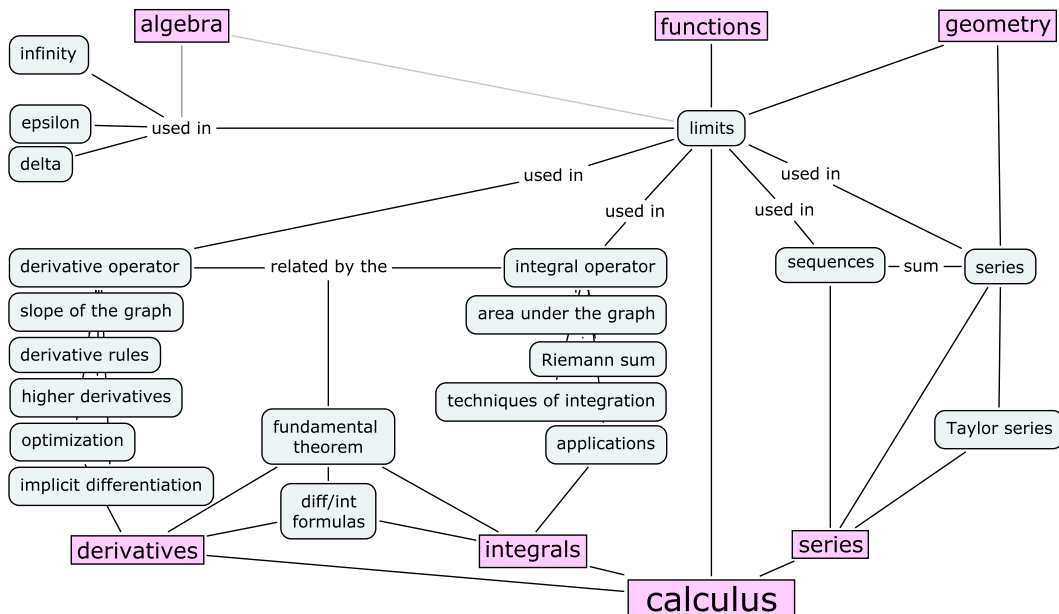 algebra
functions
geometry
infinity
epsilon
used in
limits
delta
used in
used in
used in
used in
derivative operator
related by the
integral operator
sequences
sum
series
slope of the graph
area under the graph
derivative rules
Riemann sum
higher derivatives
techniques of integration
fundamental
theorem
Taylor series
optimization
applications
implicit differentiation
diff/int
formulas
derivatives
integrals
series
calculus